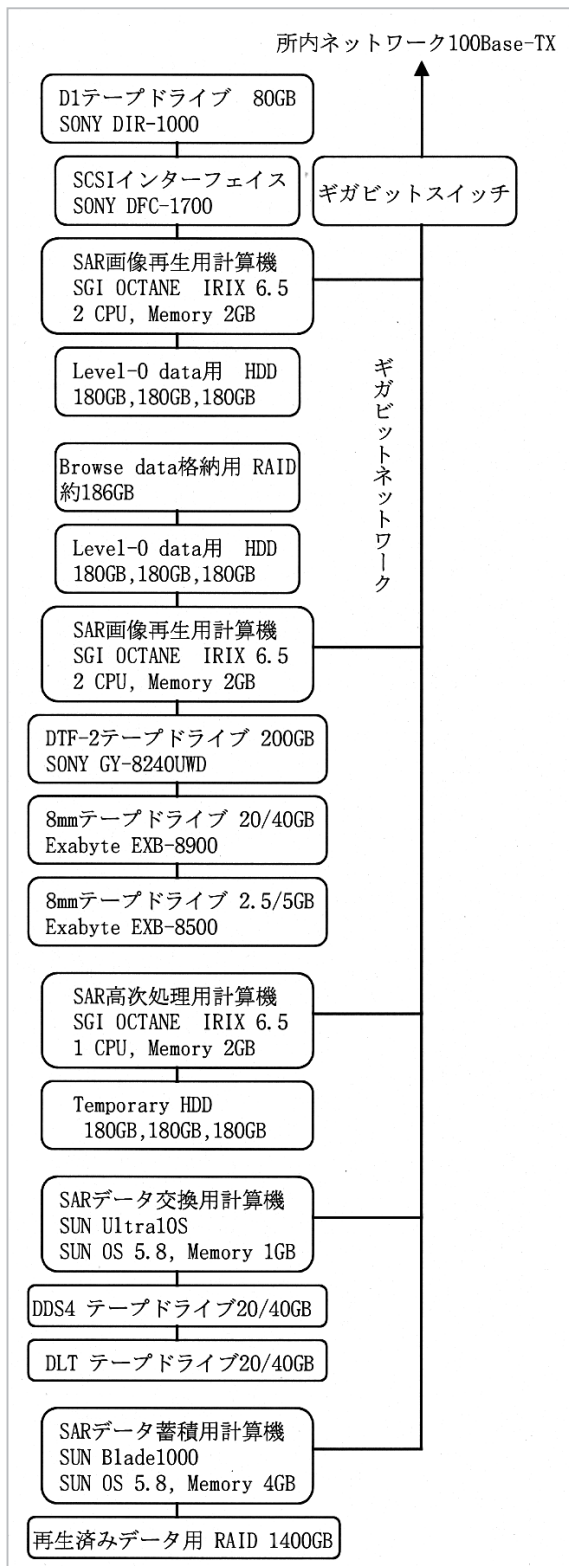 所内ネットワーク100Base-TX
D1テープドライブ　80GB
SONY DIR-1000
SCSIインターフェイス
SONY DFC-1700
ギガビットスイッチ
SAR画像再生用計算機
SGI OCTANE　IRIX 6.5
2 CPU, Memory 2GB
Level-0 data用　HDD
180GB,180GB,180GB
ギガビットネットワーク
Browse data格納用 RAID
約186GB
Level-0 data用　HDD
180GB,180GB,180GB
SAR画像再生用計算機
SGI OCTANE　IRIX 6.5
2 CPU, Memory 2GB
DTF-2テープドライブ 200GB
SONY GY-8240UWD
8mmテープドライブ 20/40GB
Exabyte EXB-8900
8mmテープドライブ 2.5/5GB
Exabyte EXB-8500
SAR高次処理用計算機
SGI OCTANE　IRIX 6.5
1 CPU, Memory 2GB
Temporary HDD
180GB,180GB,180GB
SARデータ交換用計算機
SUN Ultra10S
SUN OS 5.8, Memory 1GB
DDS4 テープドライブ20/40GB
DLT テープドライブ20/40GB
SARデータ蓄積用計算機
SUN Blade1000
SUN OS 5.8, Memory 4GB
再生済みデータ用 RAID 1400GB